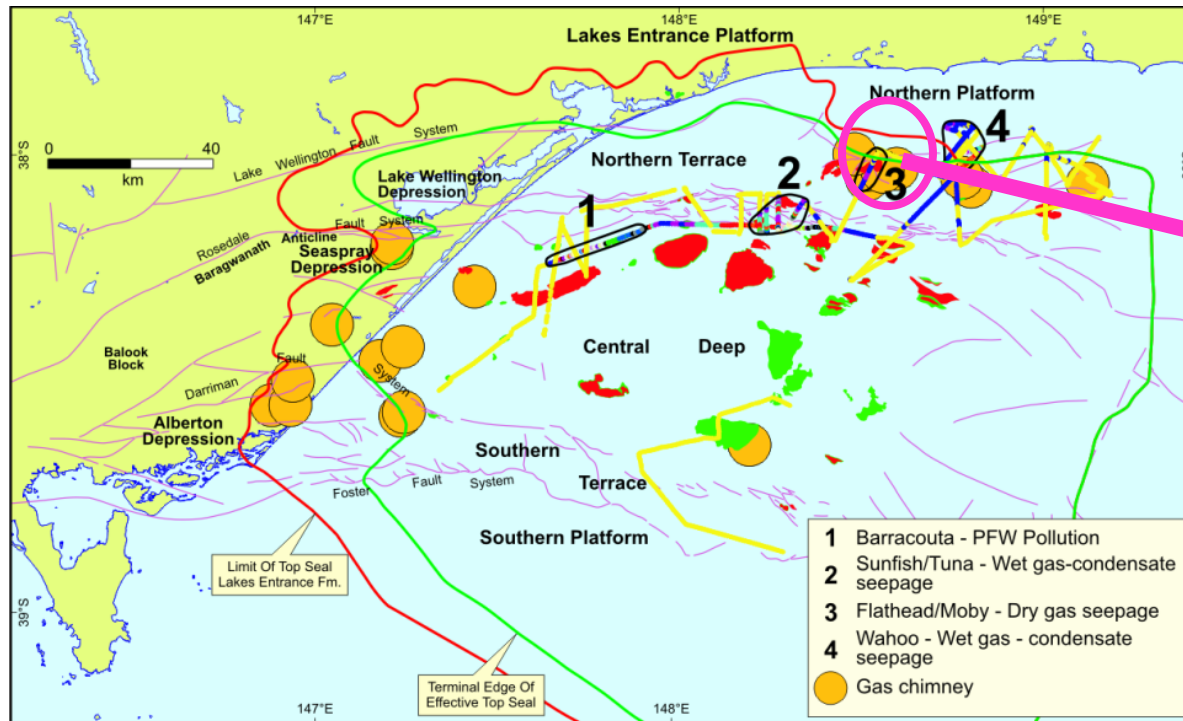 147°E
148°E
149°E
Lakes Entrance Platform
Northern Platform
4
38°S
0 40
km
Lake Wellington Fault System
Northern Terrace
Lake Wellington
Depression
2
3
1
Rosedale Fault System
Baragwanath
Anticline
Seaspray
Depression
Central Deep
Balook
Block
Darriman Fault System
Alberton
Depression
Southern
Terrace
Foster Fault System
Southern Platform
Limit Of Top Seal
Lakes Entrance Fm.
39°S
Terminal Edge Of
Effective Top Seal
1 Barracouta - PFW Pollution
2 Sunfish/Tuna - Wet gas-condensate
seepage
3 Flathead/Moby - Dry gas seepage
4 Wahoo - Wet gas - condensate
seepage
Gas chimney
147°E
148°E